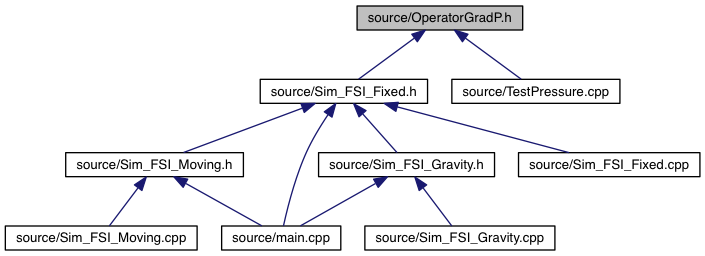 source/OperatorGradP.h
source/Sim_FSI_Fixed.h
source/TestPressure.cpp
source/Sim_FSI_Moving.h
source/Sim_FSI_Gravity.h
source/Sim_FSI_Fixed.cpp
source/Sim_FSI_Moving.cpp
source/main.cpp
source/Sim_FSI_Gravity.cpp